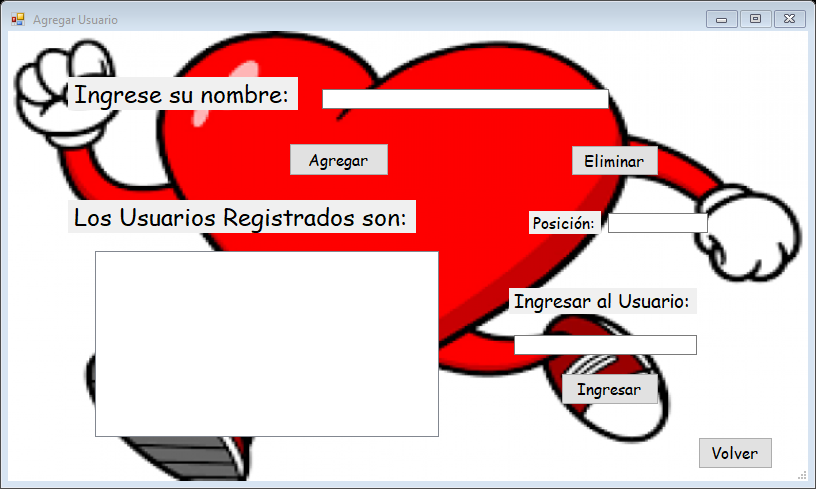 Agregar Usuario
Ingrese su nombre:
Agregar
Eliminar
Los Usuarios Registrados son:
Posición:
Ingresar al Usuario:
Ingresar
Volver